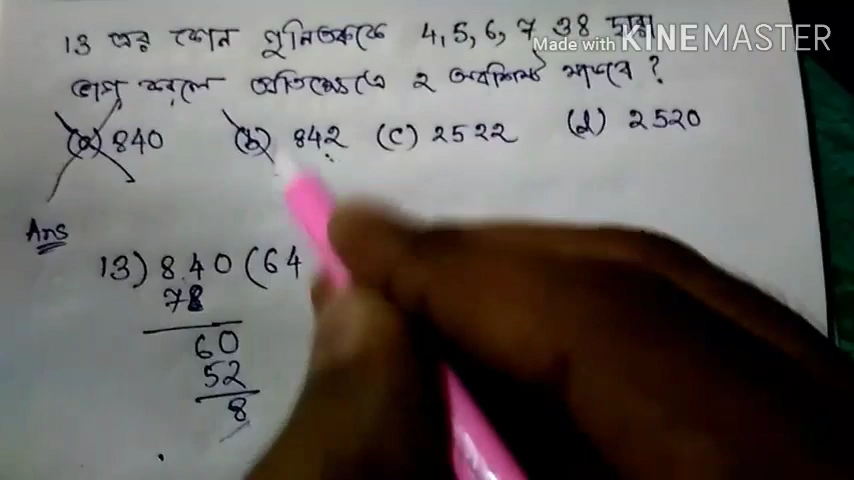 13 এর কোন গুনিতককে 4, 5, 6, 7 ও 8 দ্বারা
ভাগ করলে প্রতিক্ষেত্রে ২ অবশিষ্ট থাকবে ?
(a) 840 (b) 842 (c) 2522 (d) 2520
Ans
13) 840 (64
78
60
52
8
Made with KINEMASTER